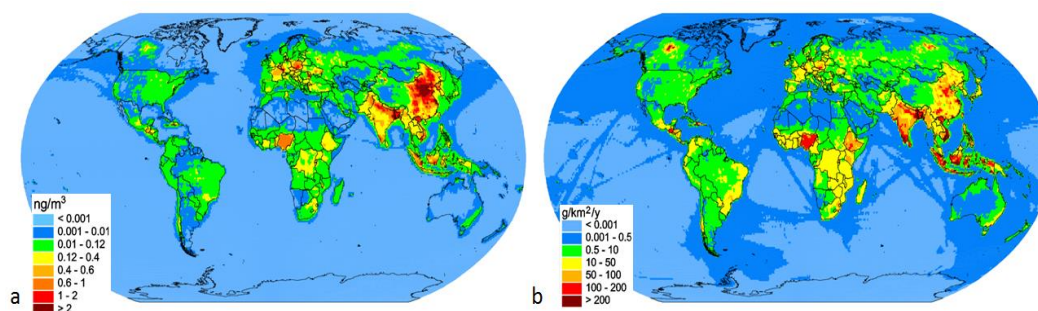 ng/m³
< 0.001
0.001 - 0.01
0.01 - 0.12
0.12 - 0.4
0.4 - 0.6
0.6 - 1
1 - 2
> 2
a
g/km²/y
< 0.001
0.001 - 0.5
0.5 - 10
10 - 50
50 - 100
100 - 200
> 200
b